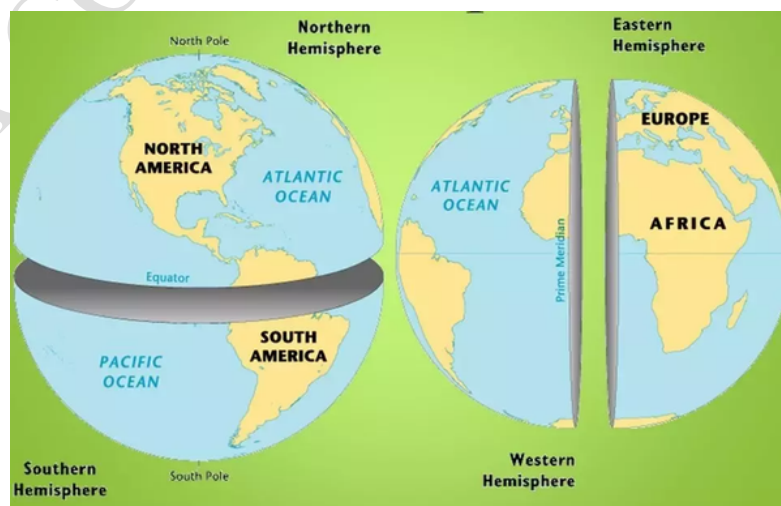 Northern
Hemisphere
North Pole
NORTH
AMERICA
ATLANTIC
OCEAN
Equator
SOUTH
AMERICA
PACIFIC
OCEAN
South Pole
Southern
Hemisphere
Eastern
Hemisphere
ATLANTIC
OCEAN
Prime Meridian
EUROPE
AFRICA
Western
Hemisphere